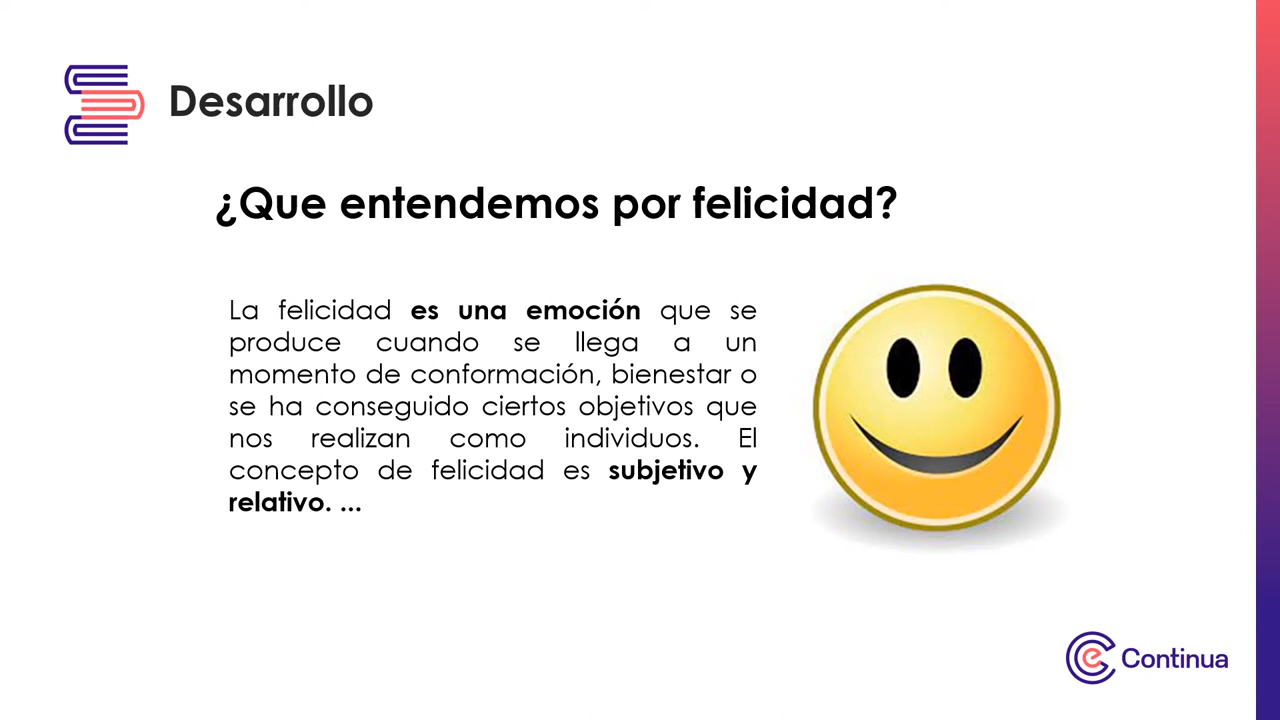 Desarrollo
¿Que entendemos por felicidad?
La felicidad es una emoción que se
produce cuando se llega a un
momento de conformación, bienestar o
se ha conseguido ciertos objetivos que
nos realizan como individuos. El
concepto de felicidad es subjetivo y
relativo. ...
e Continua